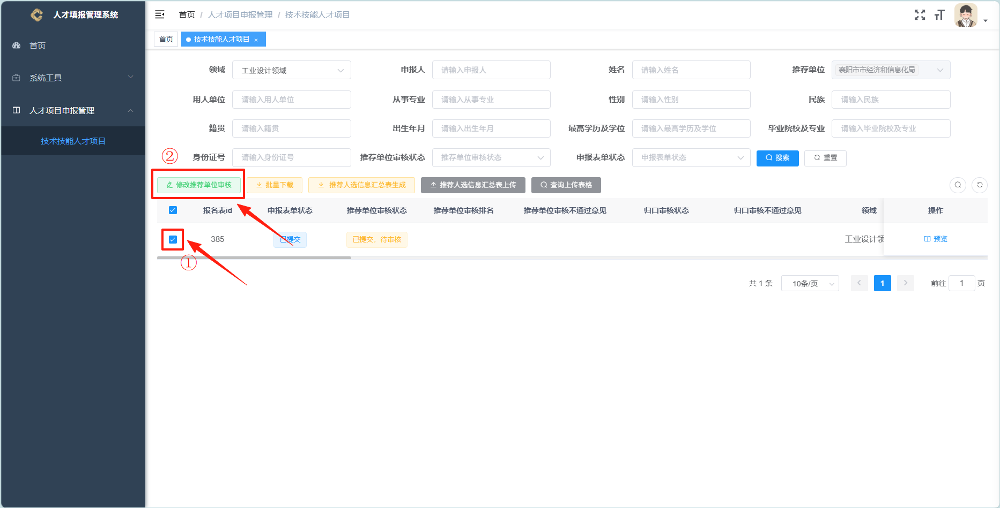 人才填报管理系统
首页
系统工具
人才项目申报管理
技术技能人才项目
首页 / 人才项目申报管理 / 技术技能人才项目
首页 技术技能人才项目 ×
领域 工业设计领域 申报人 请输入申报人 姓名 请输入姓名 推荐单位 襄阳市市经济和信息化局
用人单位 请输入用人单位 从事专业 请输入从事专业 性别 请输入性别 民族 请输入民族
籍贯 请输入籍贯 出生年月 请输入出生年月 最高学历及学位 请输入最高学历及学位 毕业院校及专业 请输入毕业院校及专业
② 身份证号 请输入身份证号 推荐单位审核状态 推荐单位审核状态 申报表单状态 申报表单状态 搜索 重置
修改推荐单位审核 批量下载 推荐人选信息汇总表生成 推荐人选信息汇总表上传 查询上传表格
报名表id 申报表单状态 推荐单位审核状态 推荐单位审核排名 推荐单位审核不通过意见 归口审核状态 归口审核不通过意见 领域 操作
385 已提交 已提交，待审核 工业设计领 预览
①
共 1 条 10条/页 1 前往 1 页